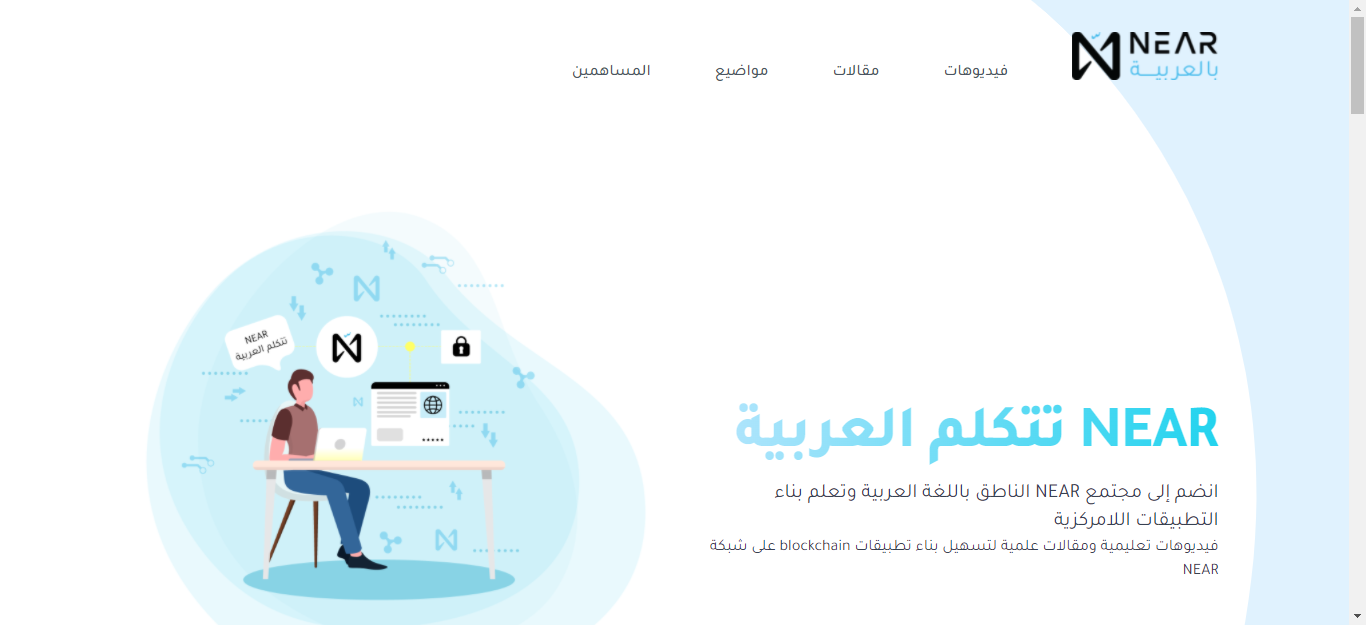 NEAR
بالعربيـــة
فيديوهات
مقالات
مواضيع
المساهمين
NEAR تتكلم العربية
انضم إلى مجتمع NEAR الناطق باللغة العربية وتعلم بناء
التطبيقات اللامركزية
فيديوهات تعليمية ومقالات علمية لتسهيل بناء تطبيقات blockchain على شبكة
NEAR
NEAR
تتكلم العربية